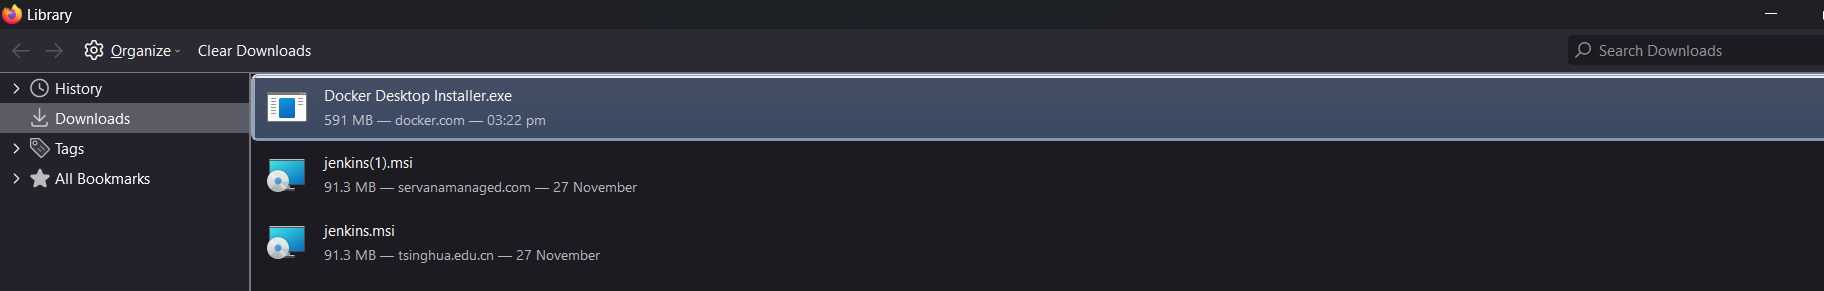 Library
Organize
Clear Downloads
Search Downloads
History
Downloads
Tags
All Bookmarks
Docker Desktop Installer.exe
591 MB — docker.com — 03:22 pm
jenkins(1).msi
91.3 MB — servanamanaged.com — 27 November
jenkins.msi
91.3 MB — tsinghua.edu.cn — 27 November